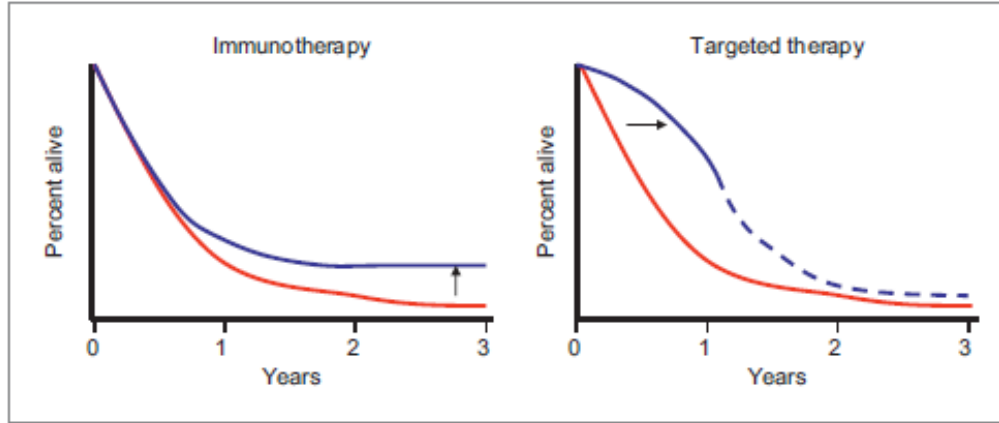 Immunotherapy
Percent alive
0 1 2 3
Years
Targeted therapy
Percent alive
0 1 2 3
Years